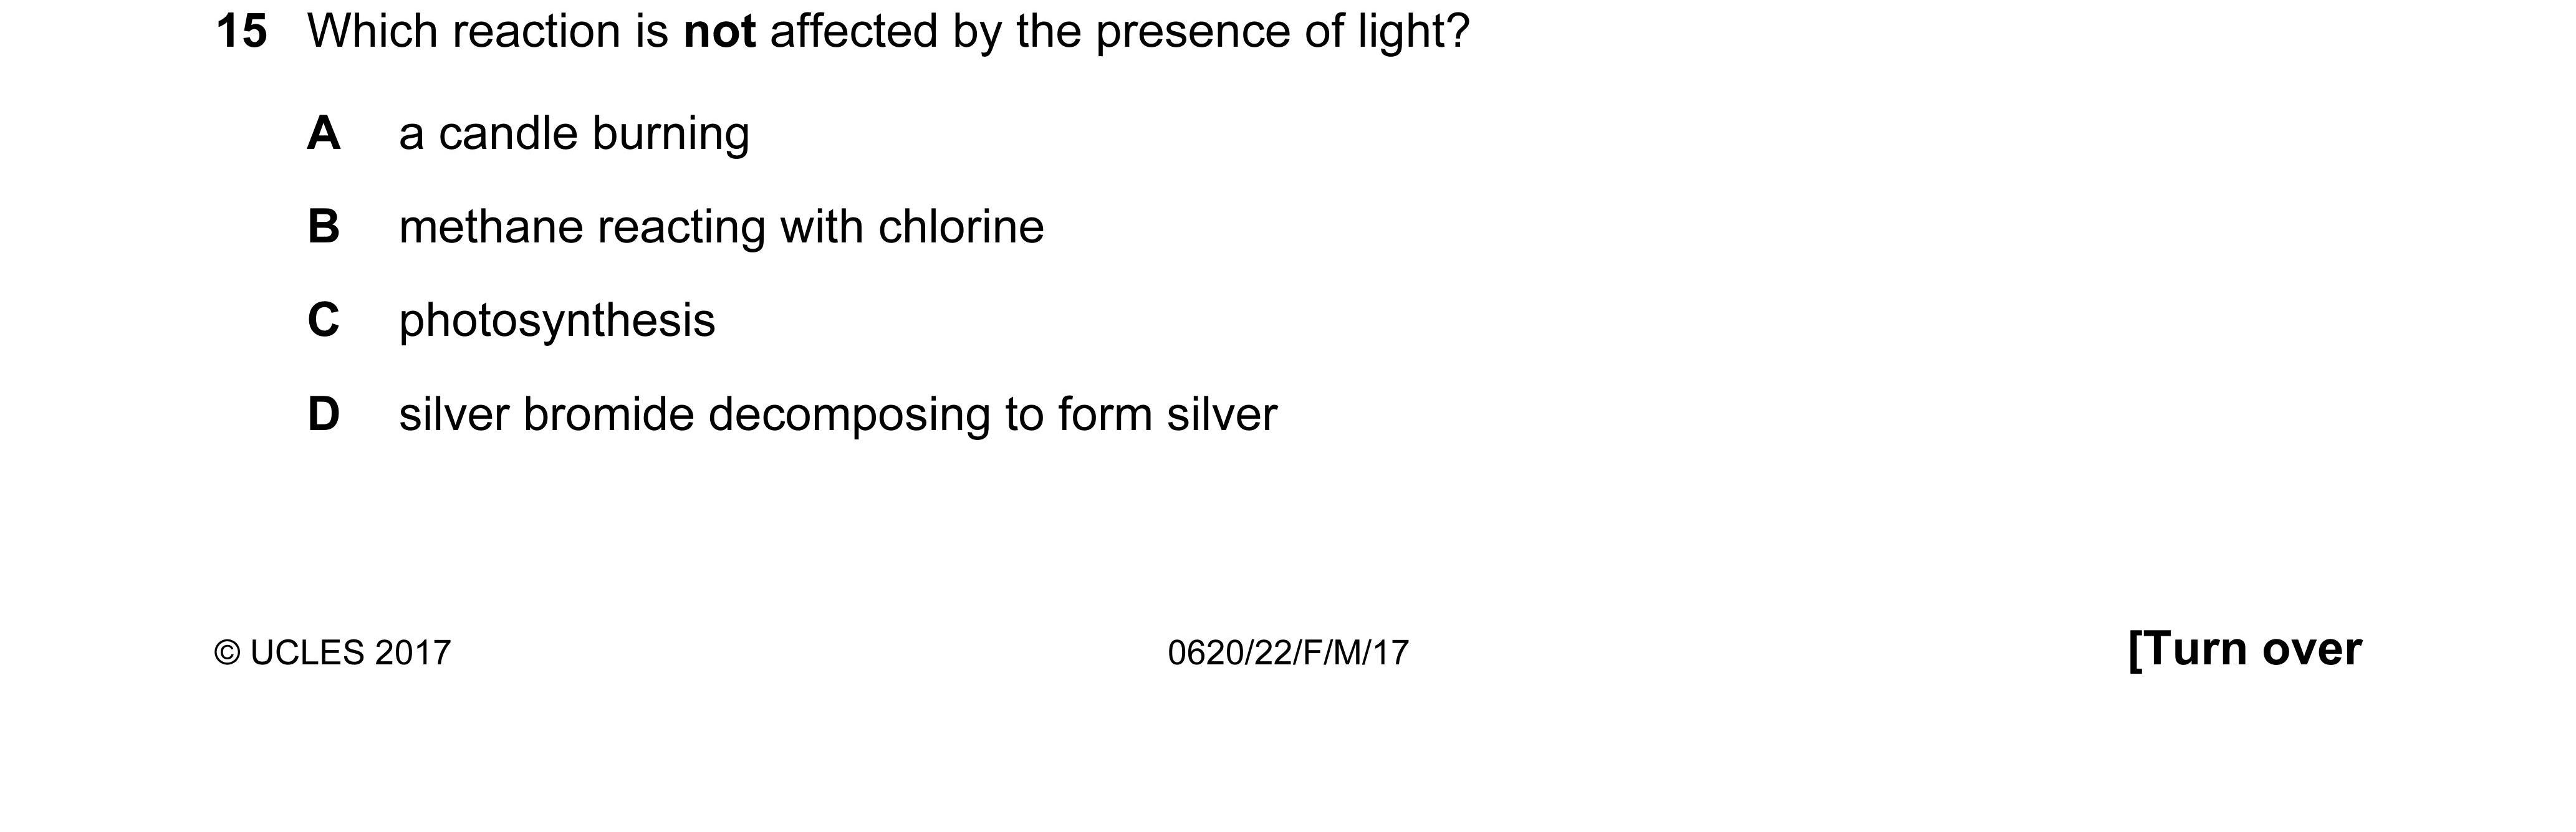 15 Which reaction is not affected by the presence of light?
A a candle burning
B methane reacting with chlorine
C photosynthesis
D silver bromide decomposing to form silver
© UCLES 2017 0620/22/F/M/17 [Turn over